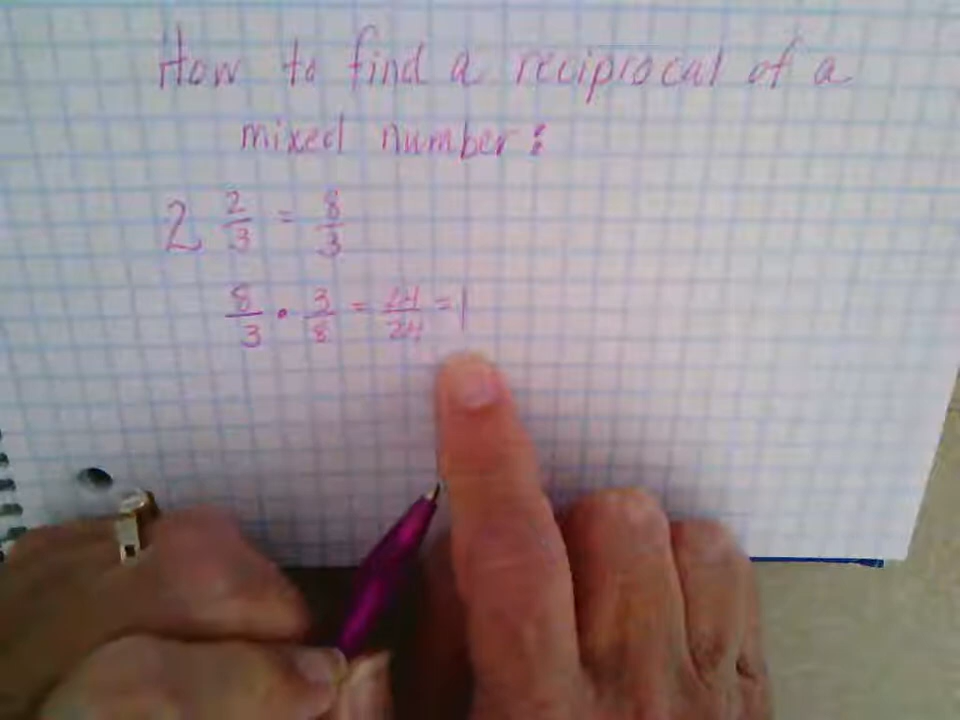 How to find a reciprocal of a
mixed number:
2 2/3 = 8/3
8/3 • 3/8 = 24/24 = 1